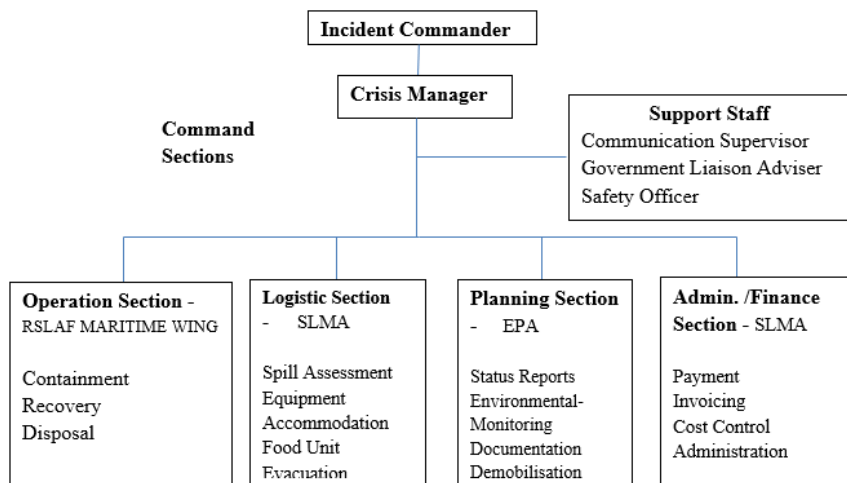 Incident Commander
Crisis Manager
Command
Sections
Support Staff
Communication Supervisor
Government Liaison Adviser
Safety Officer
Operation Section -
RSLAF MARITIME WING
Containment
Recovery
Disposal
Logistic Section
- SLMA
Spill Assessment
Equipment
Accommodation
Food Unit
Evacuation
Planning Section
- EPA
Status Reports
Environmental-
Monitoring
Documentation
Demobilisation
Admin. /Finance
Section - SLMA
Payment
Invoicing
Cost Control
Administration